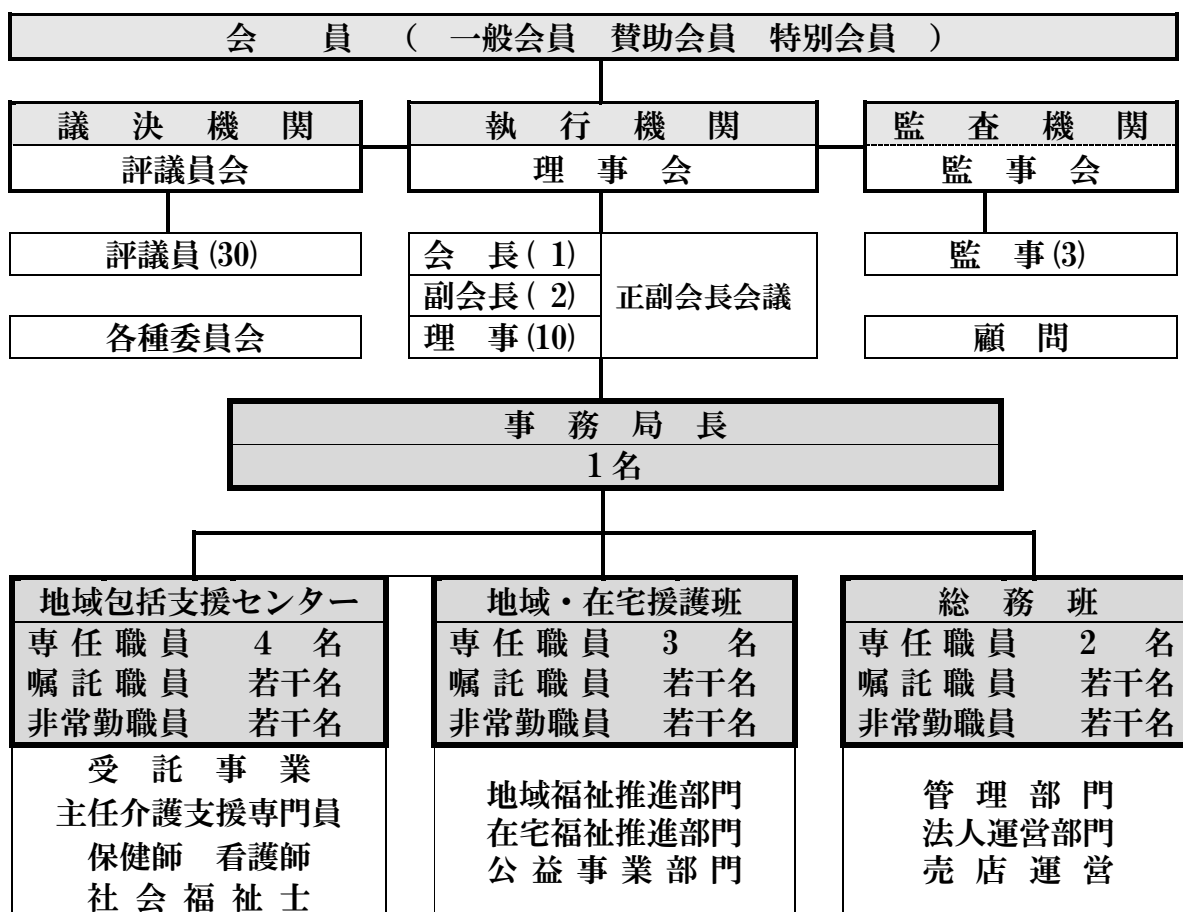 会　員　（　一般会員　賛助会員　特別会員　）
議　決　機　関
評議員会
執　行　機　関
理　事　会
監　査　機　関
監　事　会
評議員(30)
各種委員会
会　長( 1)
副会長( 2)
理　事(10)
正副会長会議
監　事(3)
顧　問
事　務　局　長
1名
地域包括支援センター
専任職員　4　名
嘱託職員　若干名
非常勤職員　若干名
受　託　事　業
主任介護支援専門員
保健師　看護師
社会福祉士
地域・在宅援護班
専任職員　3　名
嘱託職員　若干名
非常勤職員　若干名
地域福祉推進部門
在宅福祉推進部門
公益事業部門
総　務　班
専任職員　2　名
嘱託職員　若干名
非常勤職員　若干名
管理部門
法人運営部門
売店運営